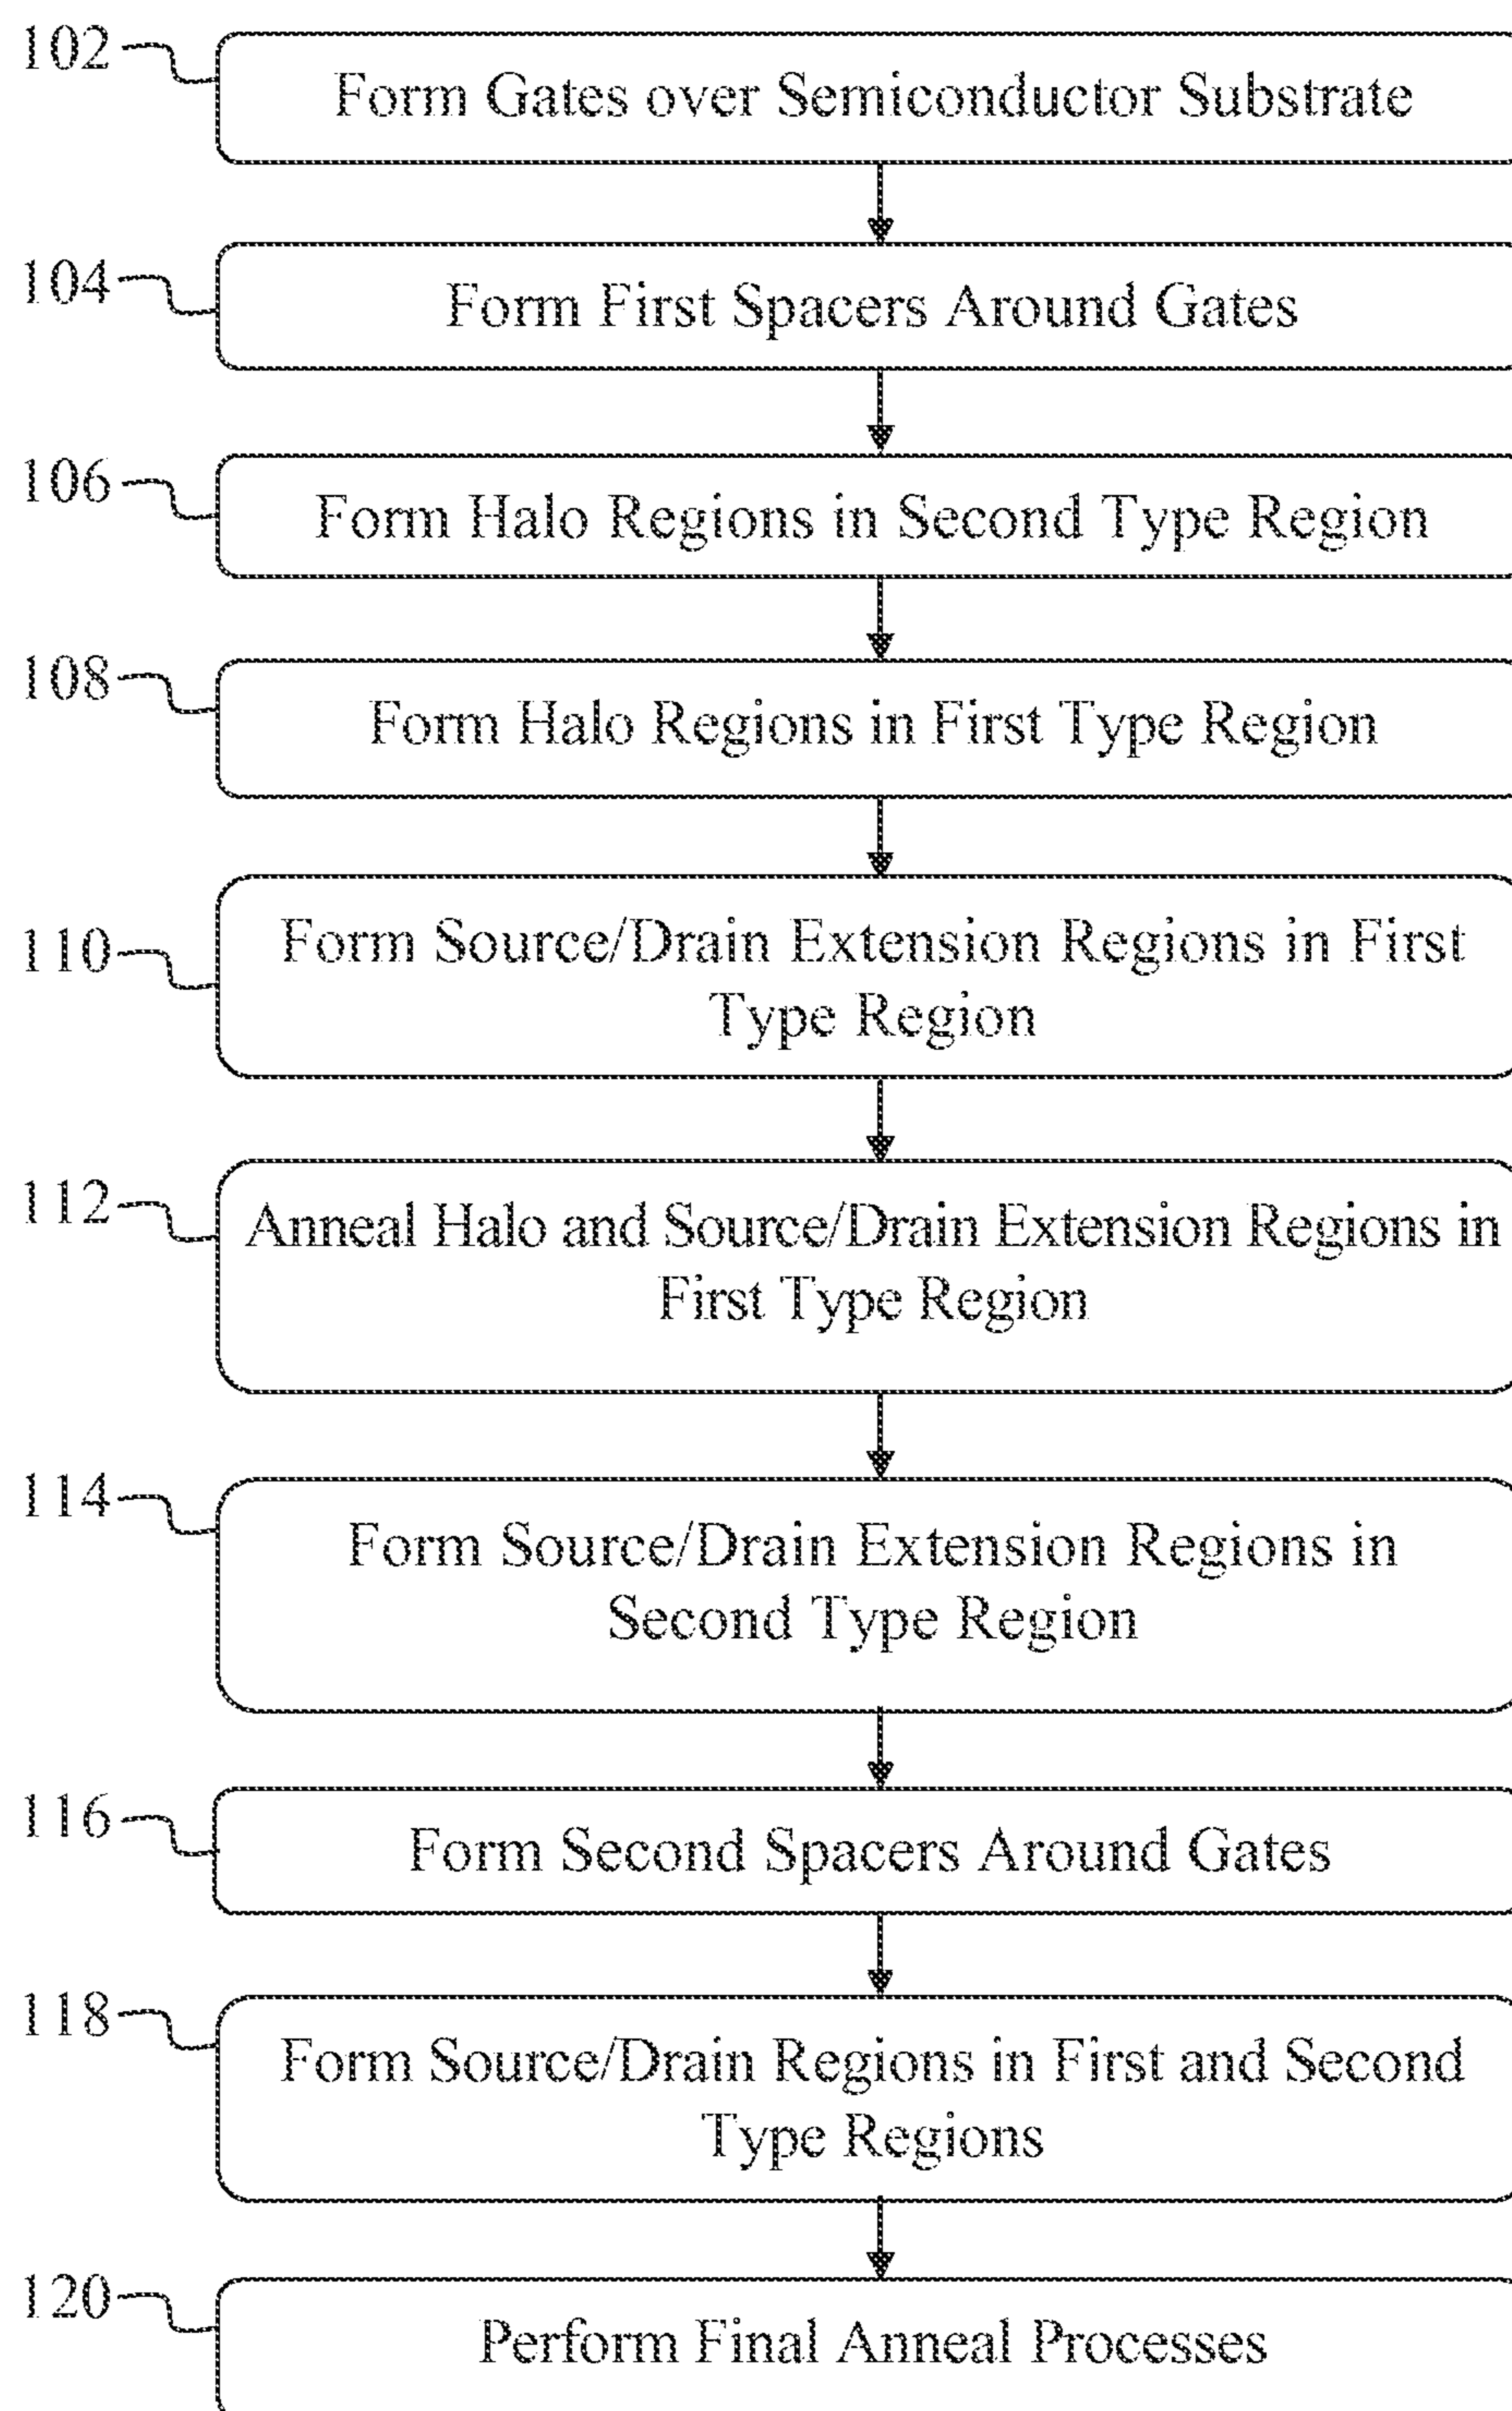 102
Form Gates over Semiconductor Substrate
104
Form First Spacers Around Gates
106
Form Halo Regions in Second Type Region
108
Form Halo Regions in First Type Region
110
Form Source/Drain Extension Regions in First
Type Region
112
Anneal Halo and Source/Drain Extension Regions in
First Type Region
114
Form Source/Drain Extension Regions in
Second Type Region
116
Form Second Spacers Around Gates
118
Form Source/Drain Regions in First and Second
Type Regions
120
Perform Final Anneal Processes